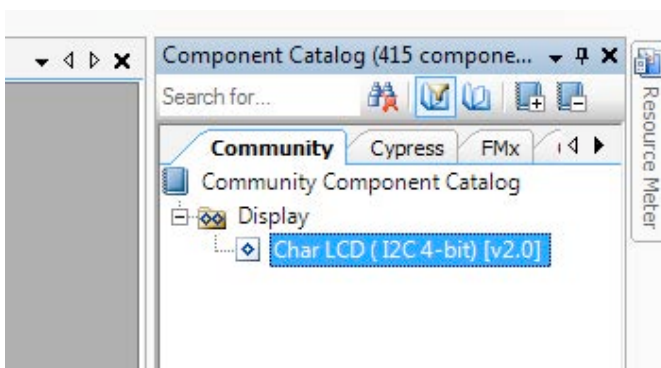 Component Catalog (415 compone...
Search for...
Community Cypress FMx
Community Component Catalog
Display
Char LCD ( I2C 4-bit) [v2.0]
Resource Meter